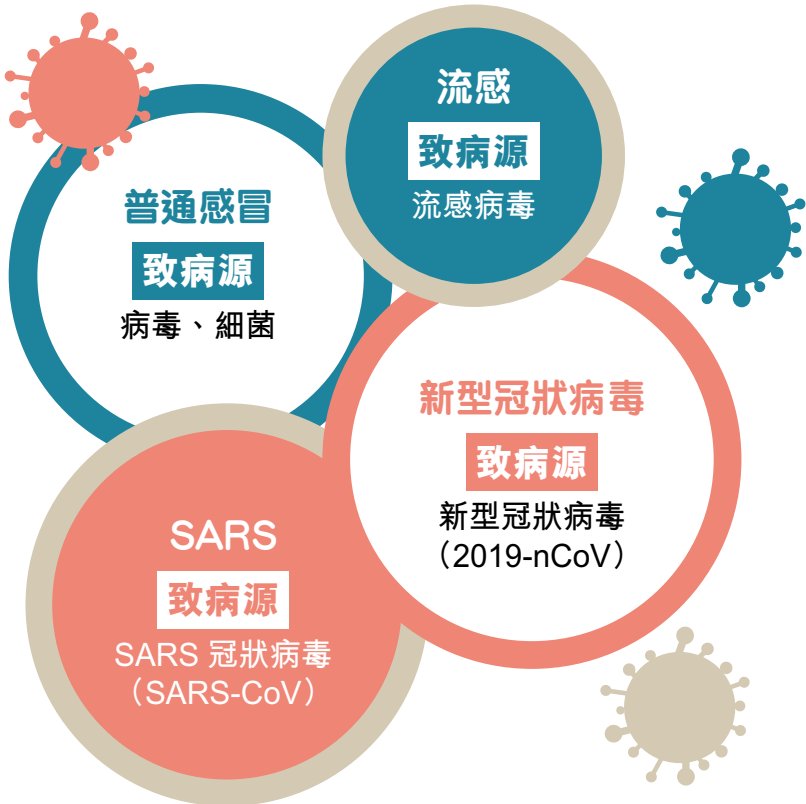 流感
致病源
流感病毒
普通感冒
致病源
病毒、細菌
新型冠狀病毒
致病源
新型冠狀病毒
（2019-nCoV）
SARS
致病源
SARS 冠狀病毒
（SARS-CoV）